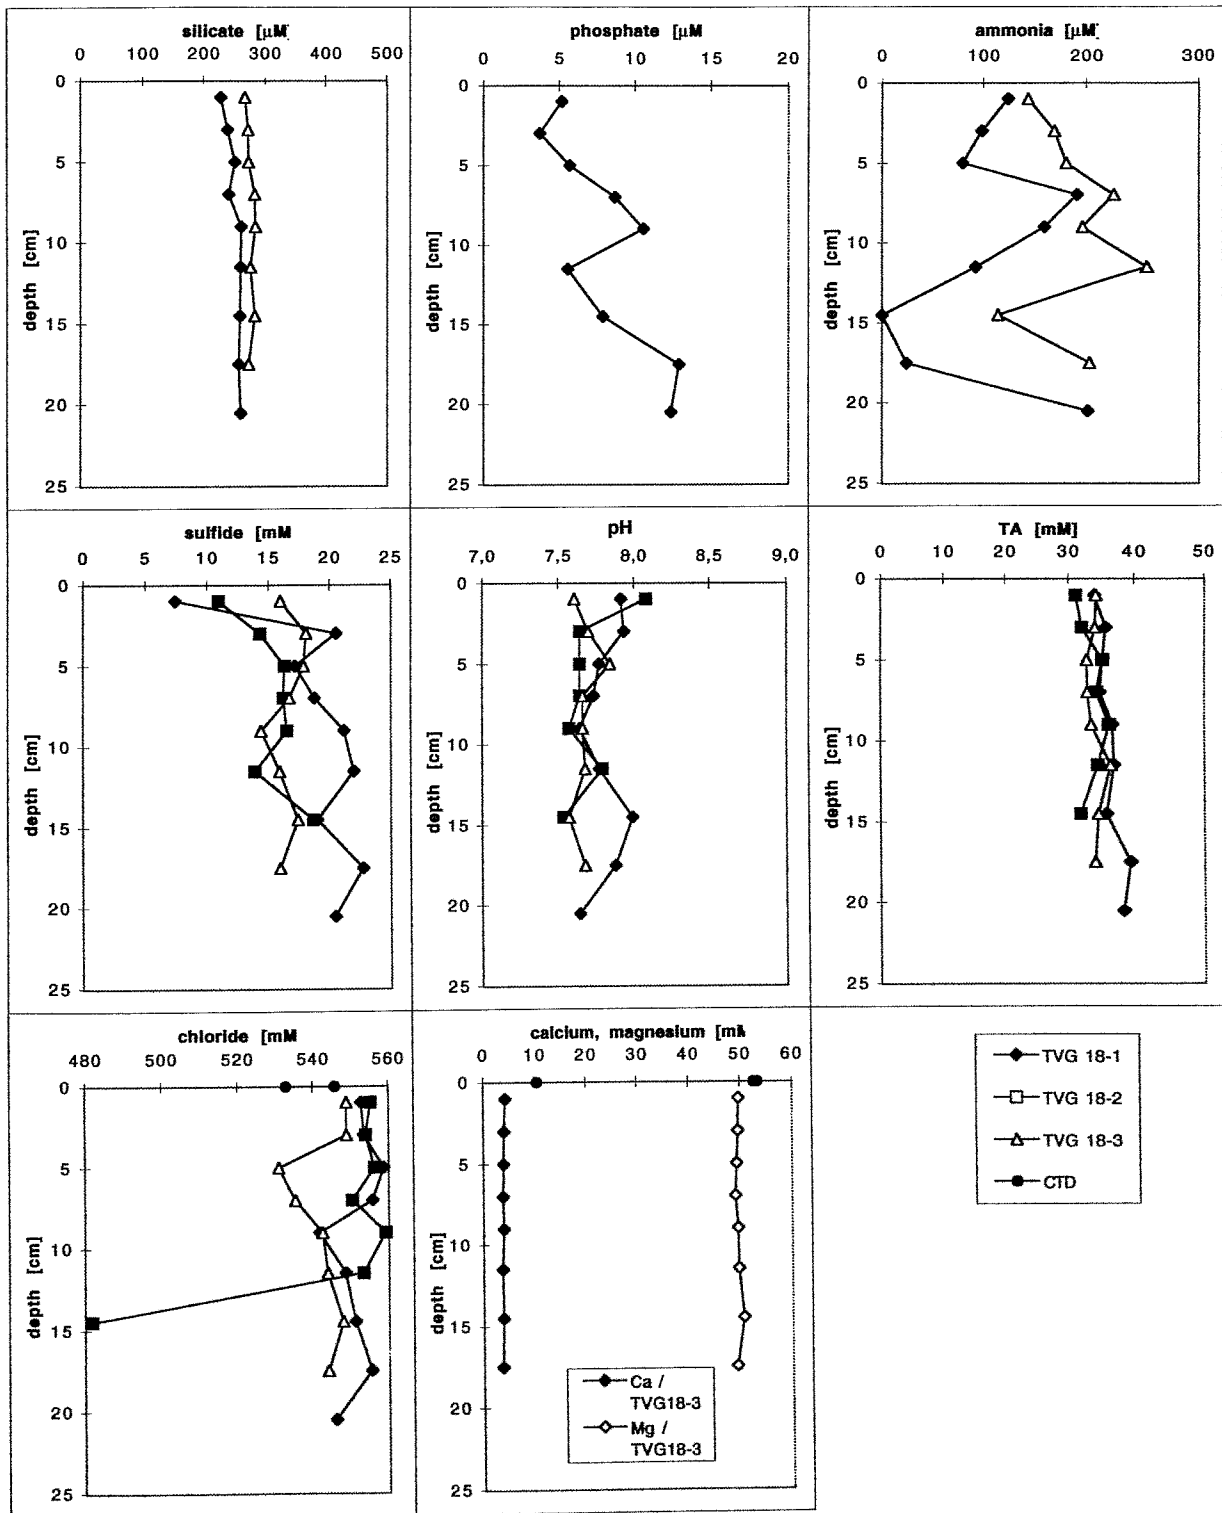 silicate [µM]
0 100 200 300 400 500
0
5
10
15
20
25
depth [cm]
phosphate [µM
0 5 10 15 20
0
5
10
15
20
25
depth [cm]
ammonia [µM]
0 100 200 300
0
5
10
15
20
25
depth [cm]
sulfide [mM
0 5 10 15 20 25
0
5
10
15
20
25
depth [cm]
pH
7,0 7,5 8,0 8,5 9,0
0
5
10
15
20
25
depth [cm]
TA [mM]
0 10 20 30 40 50
0
5
10
15
20
25
depth [cm]
chloride [mM
480 500 520 540 560
0
5
10
15
20
25
depth [cm]
calcium, magnesium [mM
0 10 20 30 40 50 60
0
5
10
15
20
25
depth [cm]
Ca /
TVG18-3
Mg /
TVG18-3
TVG 18-1
TVG 18-2
TVG 18-3
CTD